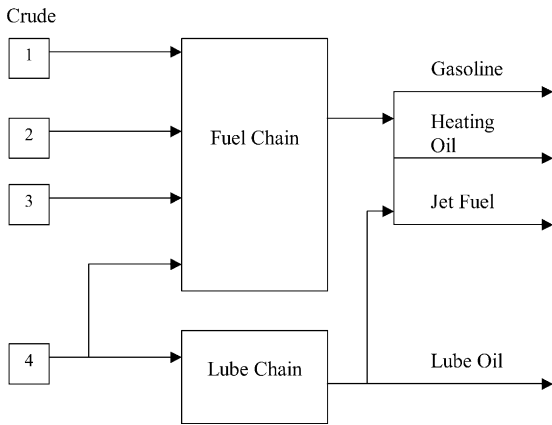 Crude
1
2
3
4
Fuel Chain
Lube Chain
Gasoline
Heating
Oil
Jet Fuel
Lube Oil